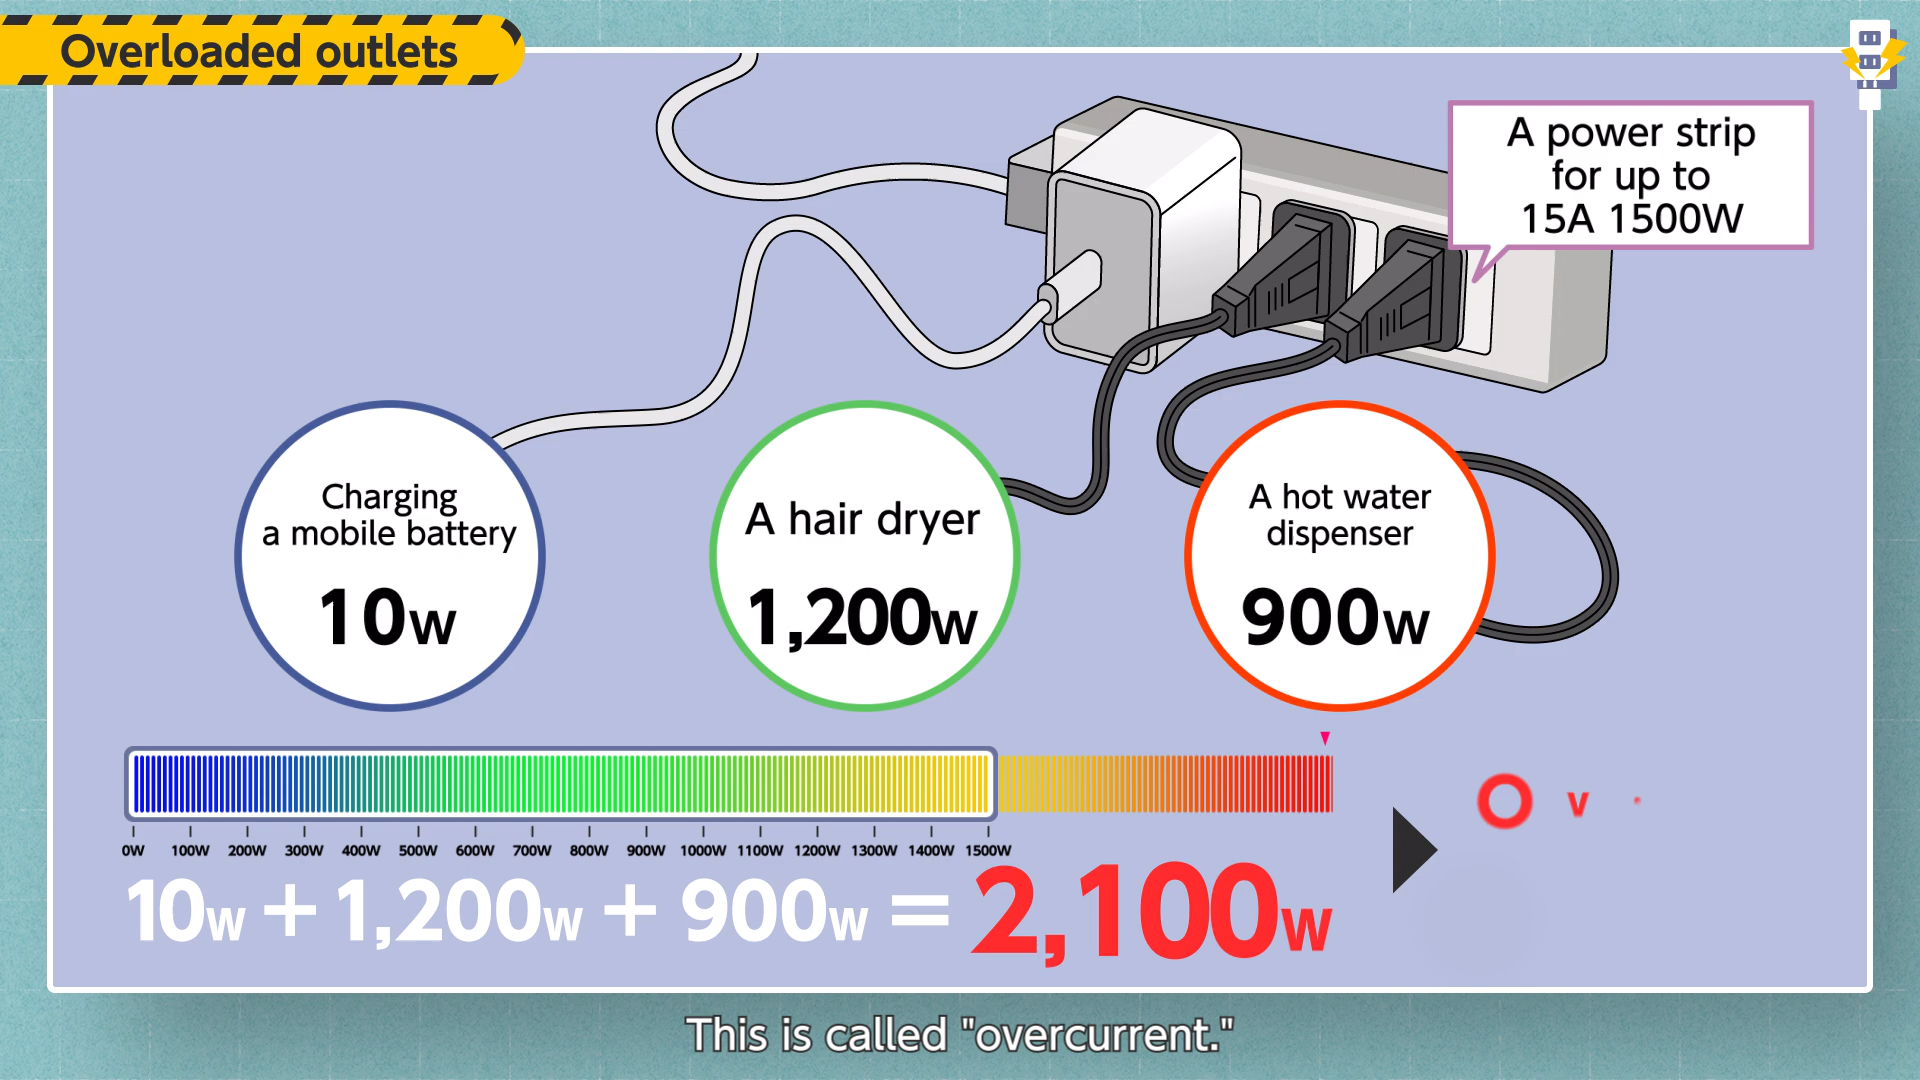 Overloaded outlets
A power strip
for up to
15A 1500W
Charging
a mobile battery
10W
A hair dryer
1,200W
A hot water
dispenser
900W
0W 100W 200W 300W 400W 500W 600W 700W 800W 900W 1000W 1100W 1200W 1300W 1400W 1500W
O v
10W + 1,200W + 900W = 2,100W
This is called "overcurrent."